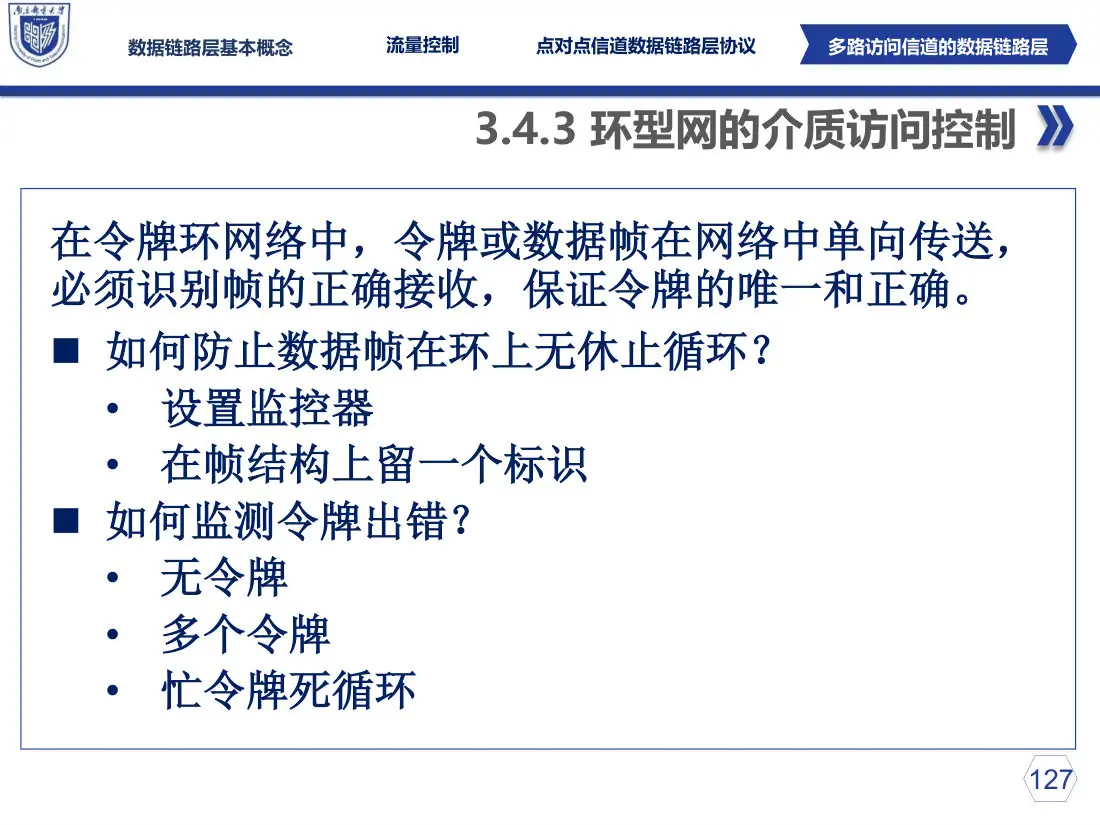 南京邮电大学
数据链路层基本概念
流量控制
点对点信道数据链路层协议
多路访问信道的数据链路层
3.4.3 环型网的介质访问控制
在令牌环网络中，令牌或数据帧在网络中单向传送，
必须识别帧的正确接收，保证令牌的唯一和正确。
■ 如何防止数据帧在环上无休止循环？
• 设置监控器
• 在帧结构上留一个标识
■ 如何监测令牌出错？
• 无令牌
• 多个令牌
• 忙令牌死循环
127